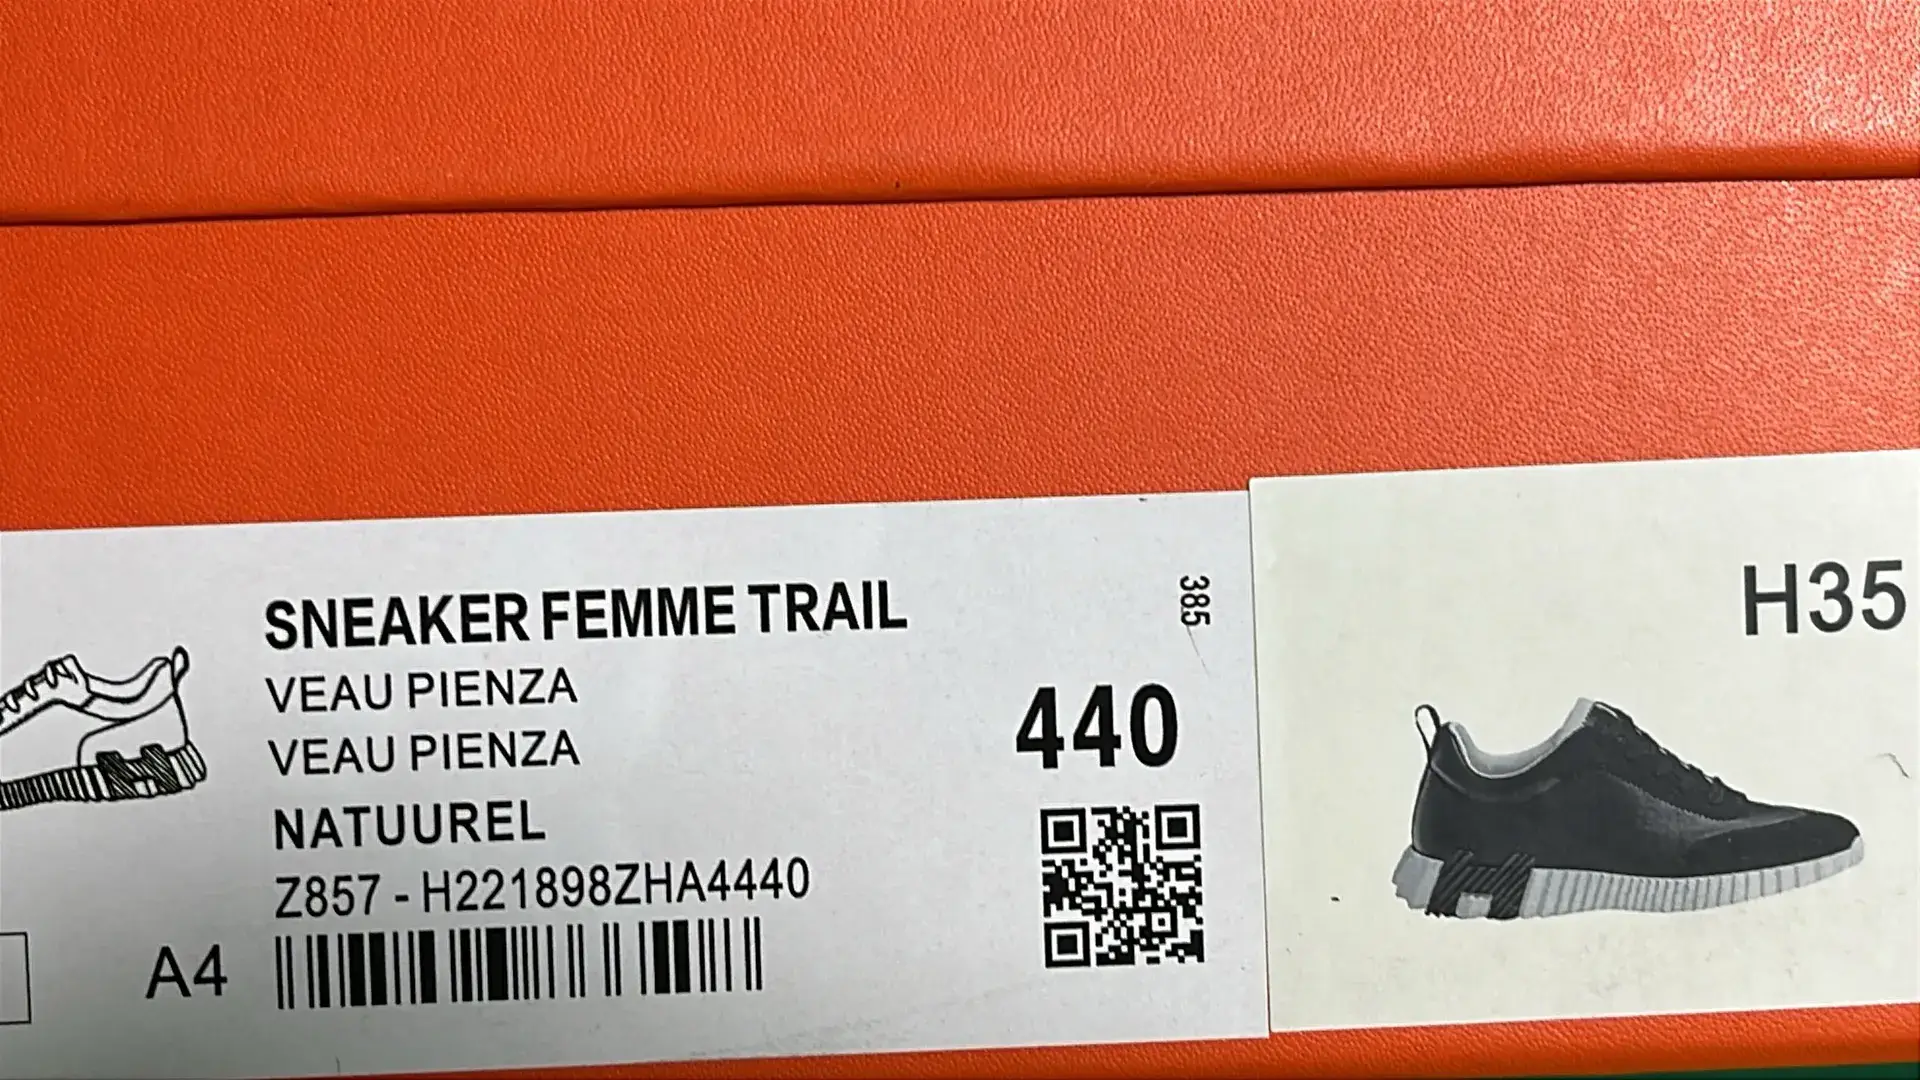 SNEAKER FEMME TRAIL
VEAU PIENZA
VEAU PIENZA
NATUUREL
Z857 - H221898ZHA4440
A4
385
440
H35